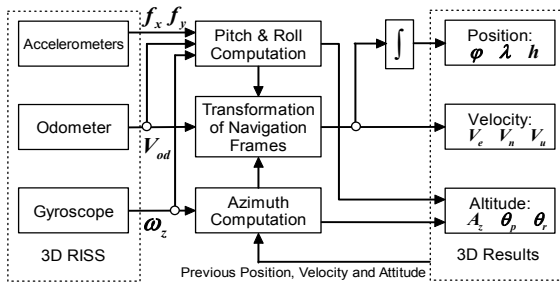 f_x f_y
Accelerometers
Pitch & Roll
Computation
∫
Position:
φ λ h
Odometer
V_od
Transformation
of Navigation
Frames
Velocity:
V_e V_n V_u
Gyroscope
ω_z
Azimuth
Computation
Altitude:
A_z θ_p θ_r
3D RISS
3D Results
Previous Position, Velocity and Attitude